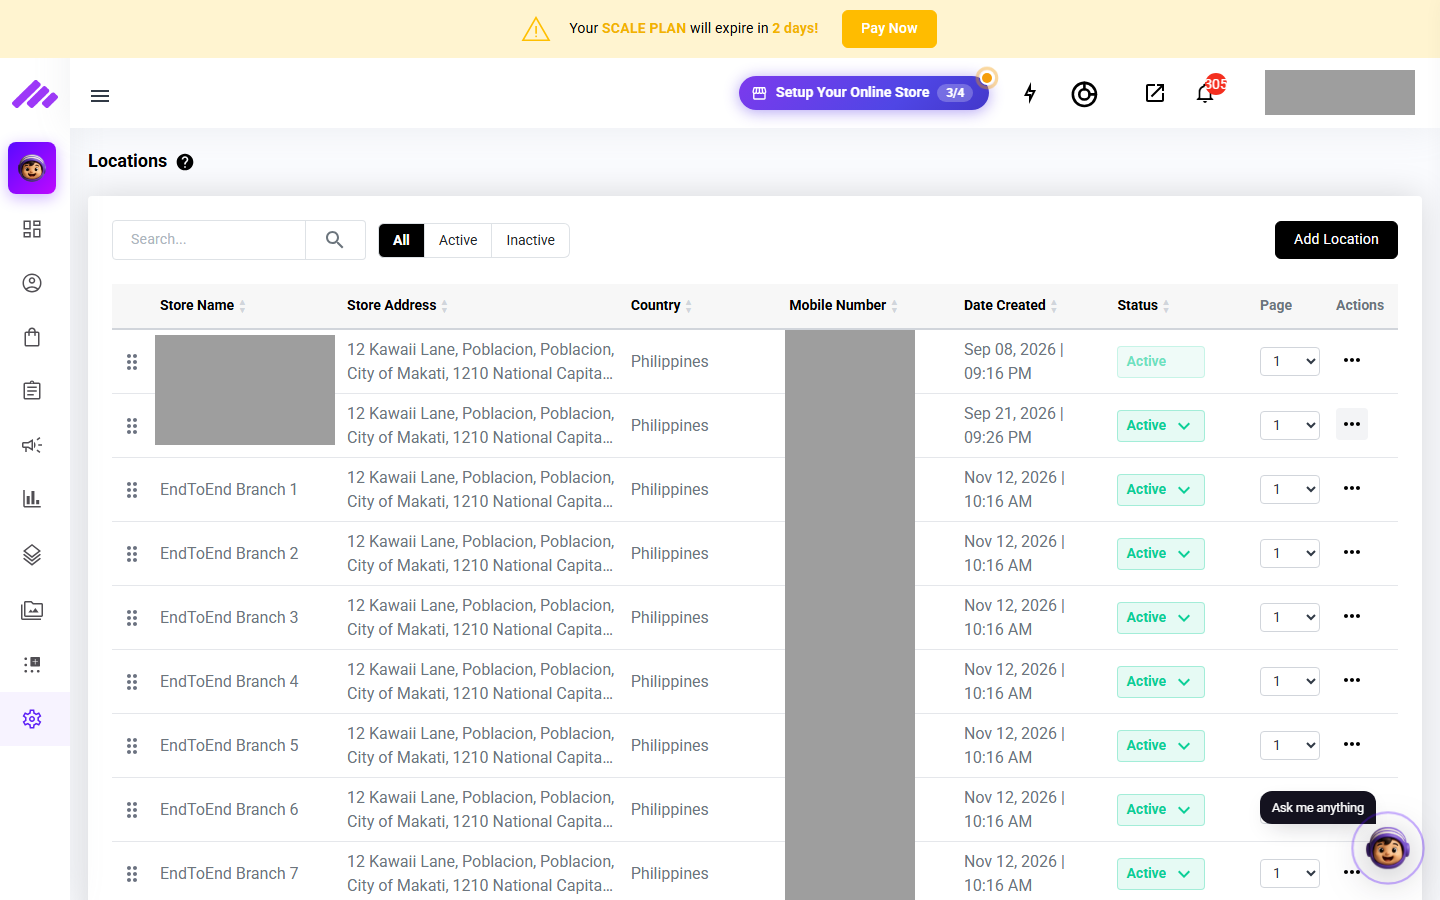 Your SCALE PLAN will expire in 2 days!
Pay Now
Setup Your Online Store 3/4
305
Locations
Search...
All
Active
Inactive
Add Location
Store Name
Store Address
Country
Mobile Number
Date Created
Status
Page
Actions
12 Kawaii Lane, Poblacion, Poblacion,
City of Makati, 1210 National Capita...
Philippines
Sep 08, 2026 |
09:16 PM
Active
1
12 Kawaii Lane, Poblacion, Poblacion,
City of Makati, 1210 National Capita...
Philippines
Sep 21, 2026 |
09:26 PM
Active
1
EndToEnd Branch 1
12 Kawaii Lane, Poblacion, Poblacion,
City of Makati, 1210 National Capita...
Philippines
Nov 12, 2026 |
10:16 AM
Active
1
EndToEnd Branch 2
12 Kawaii Lane, Poblacion, Poblacion,
City of Makati, 1210 National Capita...
Philippines
Nov 12, 2026 |
10:16 AM
Active
1
EndToEnd Branch 3
12 Kawaii Lane, Poblacion, Poblacion,
City of Makati, 1210 National Capita...
Philippines
Nov 12, 2026 |
10:16 AM
Active
1
EndToEnd Branch 4
12 Kawaii Lane, Poblacion, Poblacion,
City of Makati, 1210 National Capita...
Philippines
Nov 12, 2026 |
10:16 AM
Active
1
EndToEnd Branch 5
12 Kawaii Lane, Poblacion, Poblacion,
City of Makati, 1210 National Capita...
Philippines
Nov 12, 2026 |
10:16 AM
Active
1
EndToEnd Branch 6
12 Kawaii Lane, Poblacion, Poblacion,
City of Makati, 1210 National Capita...
Philippines
Nov 12, 2026 |
10:16 AM
Active
Ask me anything
EndToEnd Branch 7
12 Kawaii Lane, Poblacion, Poblacion,
City of Makati, 1210 National Capita...
Philippines
Nov 12, 2026 |
10:16 AM
Active
1